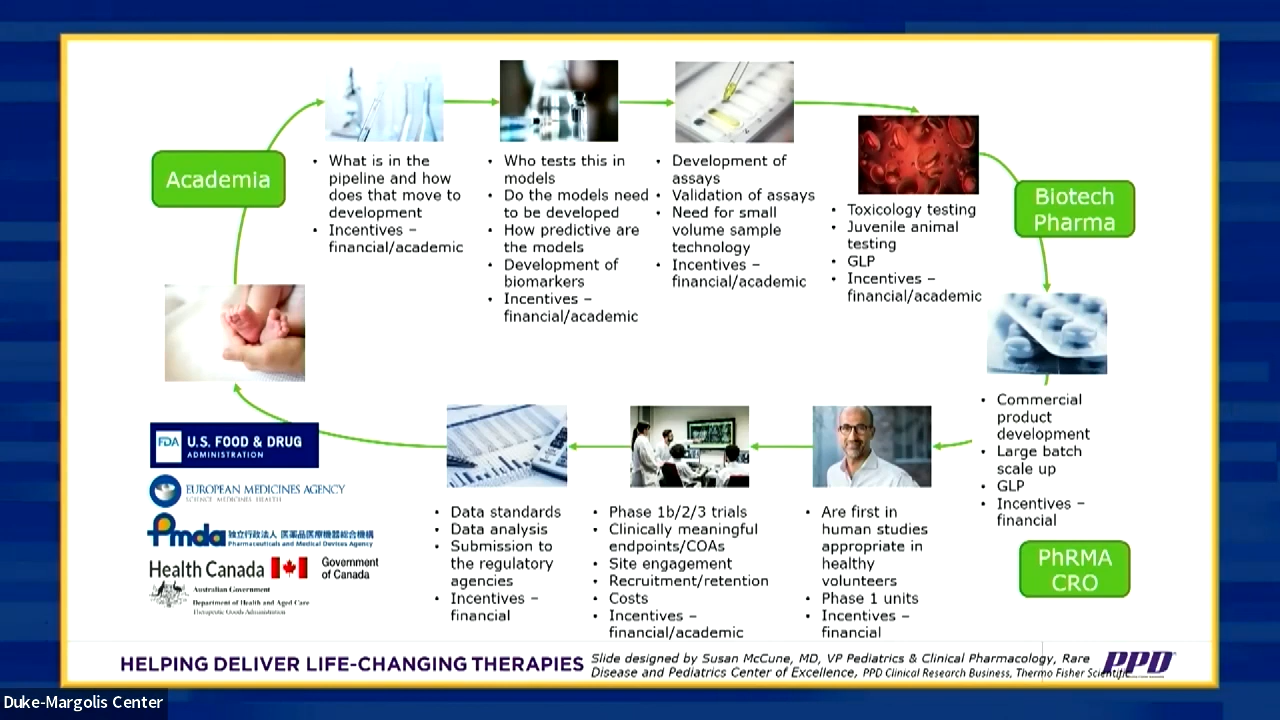 Academia
• What is in the
pipeline and how
does that move to
development
• Incentives –
financial/academic
• Who tests this in
models
• Do the models need
to be developed
• How predictive are
the models
• Development of
biomarkers
• Incentives –
financial/academic
• Development of
assays
• Validation of assays
• Need for small
volume sample
technology
• Incentives –
financial/academic
• Toxicology testing
• Juvenile animal
testing
• GLP
• Incentives –
financial/academic
Biotech
Pharma
• Commercial
product
development
• Large batch
scale up
• GLP
• Incentives –
financial
PhRMA
CRO
• Are first in
human studies
appropriate in
healthy
volunteers
• Phase 1 units
• Incentives –
financial
• Phase 1b/2/3 trials
• Clinically meaningful
endpoints/COAs
• Site engagement
• Recruitment/retention
• Costs
• Incentives –
financial/academic
• Data standards
• Data analysis
• Submission to
the regulatory
agencies
• Incentives –
financial
FDA U.S. FOOD & DRUG
ADMINISTRATION
EUROPEAN MEDICINES AGENCY
SCIENCE MEDICINES HEALTH
Pmda 独立行政法人 医薬品医療機器総合機構
Pharmaceuticals and Medical Devices Agency
Health Canada Government
of Canada
Australian Government
Department of Health and Aged Care
Therapeutic Goods Administration
HELPING DELIVER LIFE-CHANGING THERAPIES
Slide designed by Susan McCune, MD, VP Pediatrics & Clinical Pharmacology, Rare
Disease and Pediatrics Center of Excellence, PPD Clinical Research Business, Thermo Fisher Scientific
PPD
Duke-Margolis Center